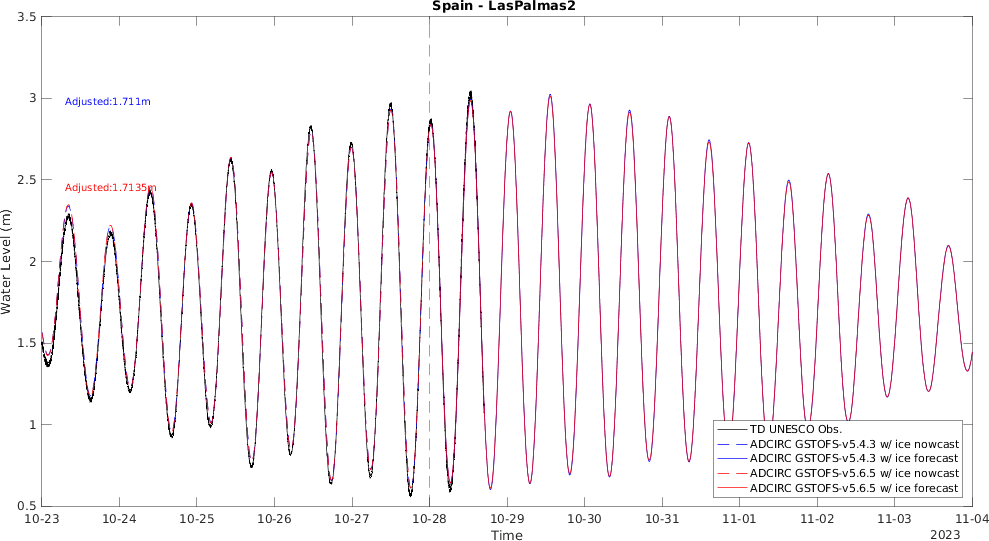 Spain - LasPalmas2
3.5
3
2.5
2
1.5
1
0.5
Water Level (m)
Adjusted:1.711m
Adjusted:1.7135m
TD UNESCO Obs.
ADCIRC GSTOFS-v5.4.3 w/ ice nowcast
ADCIRC GSTOFS-v5.4.3 w/ ice forecast
ADCIRC GSTOFS-v5.6.5 w/ ice nowcast
ADCIRC GSTOFS-v5.6.5 w/ ice forecast
10-23 10-24 10-25 10-26 10-27 10-28 10-29 10-30 10-31 11-01 11-02 11-03 11-04
Time
2023